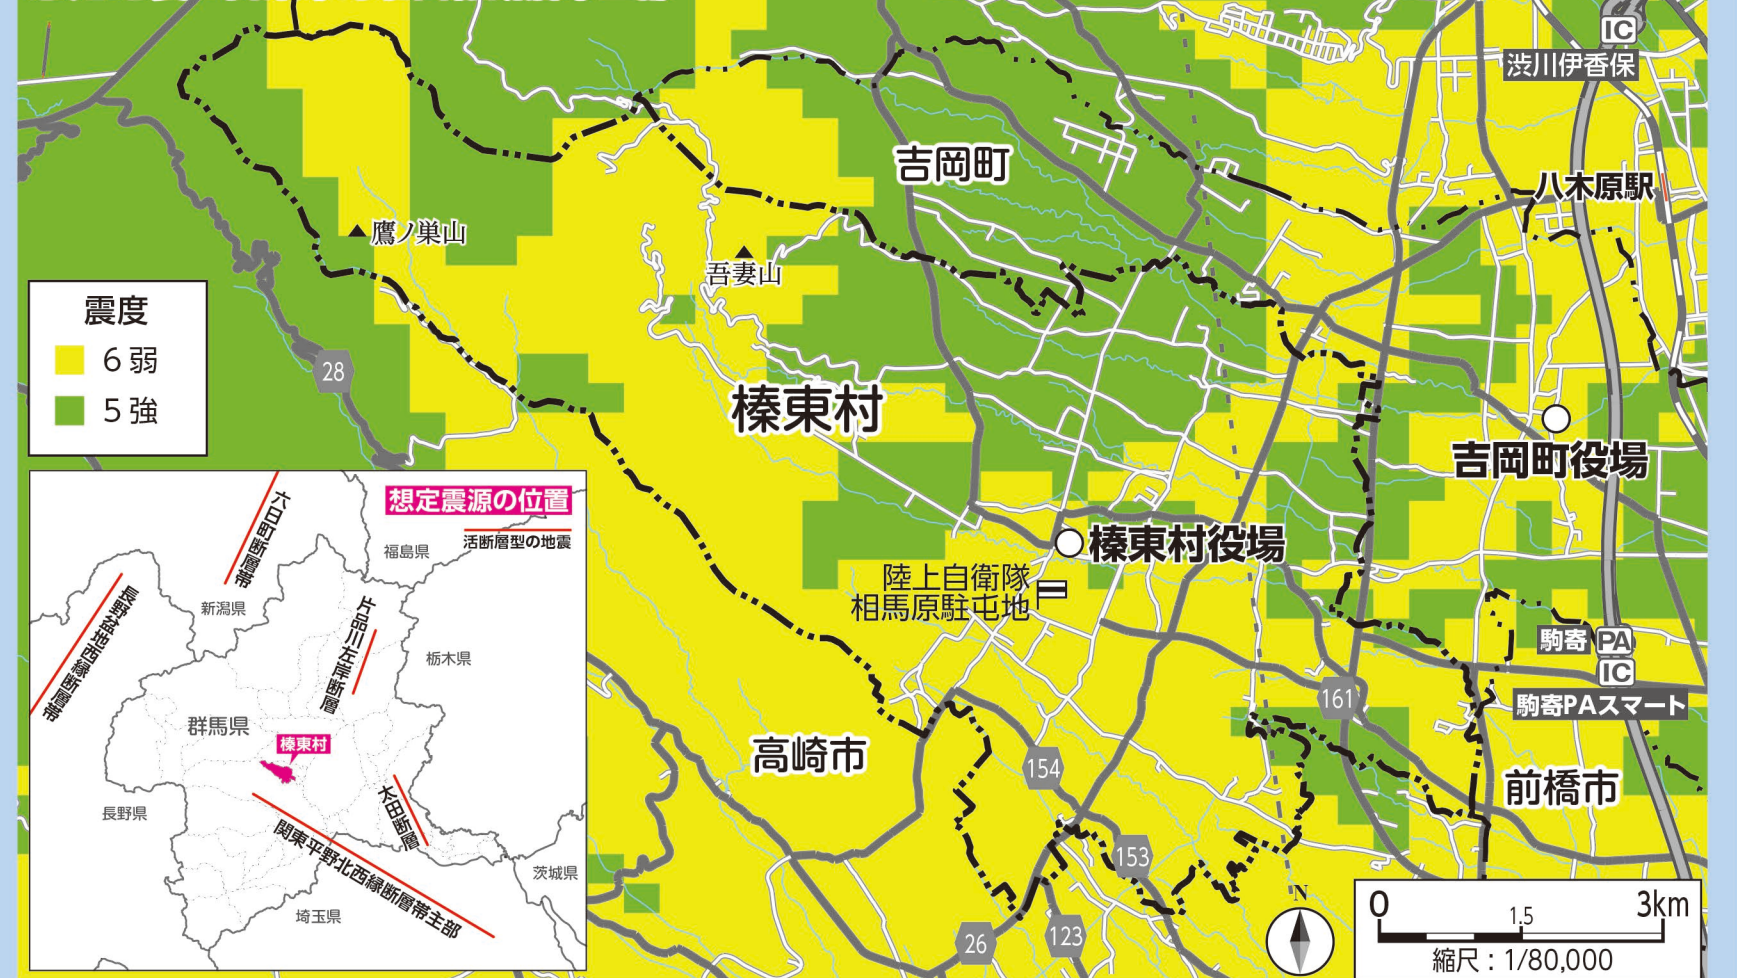 IC
渋川伊香保
吉岡町
八木原駅
鷹ノ巣山
吾妻山
震度
6弱
5強
28
榛東村
吉岡町役場
榛東村役場
陸上自衛隊
相馬原駐屯地
想定震源の位置
活断層型の地震
六日町断層帯
福島県
新潟県
長野盆地西縁断層帯
片品川左岸断層
栃木県
群馬県
榛東村
長野県
太田断層
関東平野北西縁断層帯主部
茨城県
埼玉県
駒寄 PA
IC
駒寄PAスマート
161
高崎市
154
前橋市
153
26
123
N
0 1.5 3km
縮尺：1/80,000